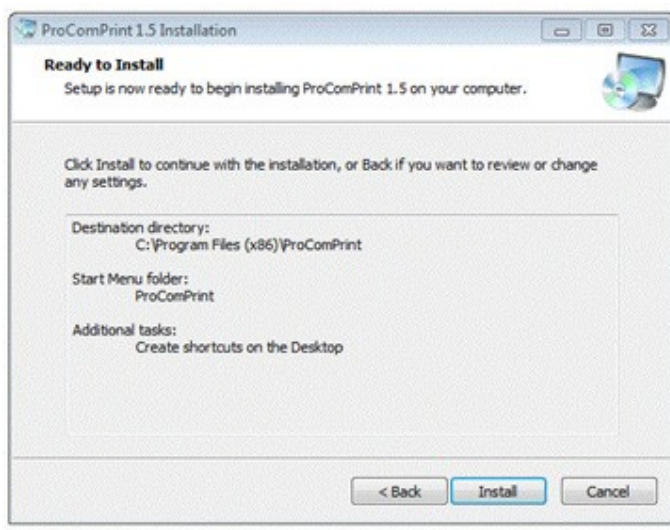 ProComPrint 1.5 Installation
Ready to Install
Setup is now ready to begin installing ProComPrint 1.5 on your computer.
Click Install to continue with the installation, or Back if you want to review or change
any settings.
Destination directory:
C:\Program Files (x86)\ProComPrint
Start Menu folder:
ProComPrint
Additional tasks:
Create shortcuts on the Desktop
< Back
Install
Cancel